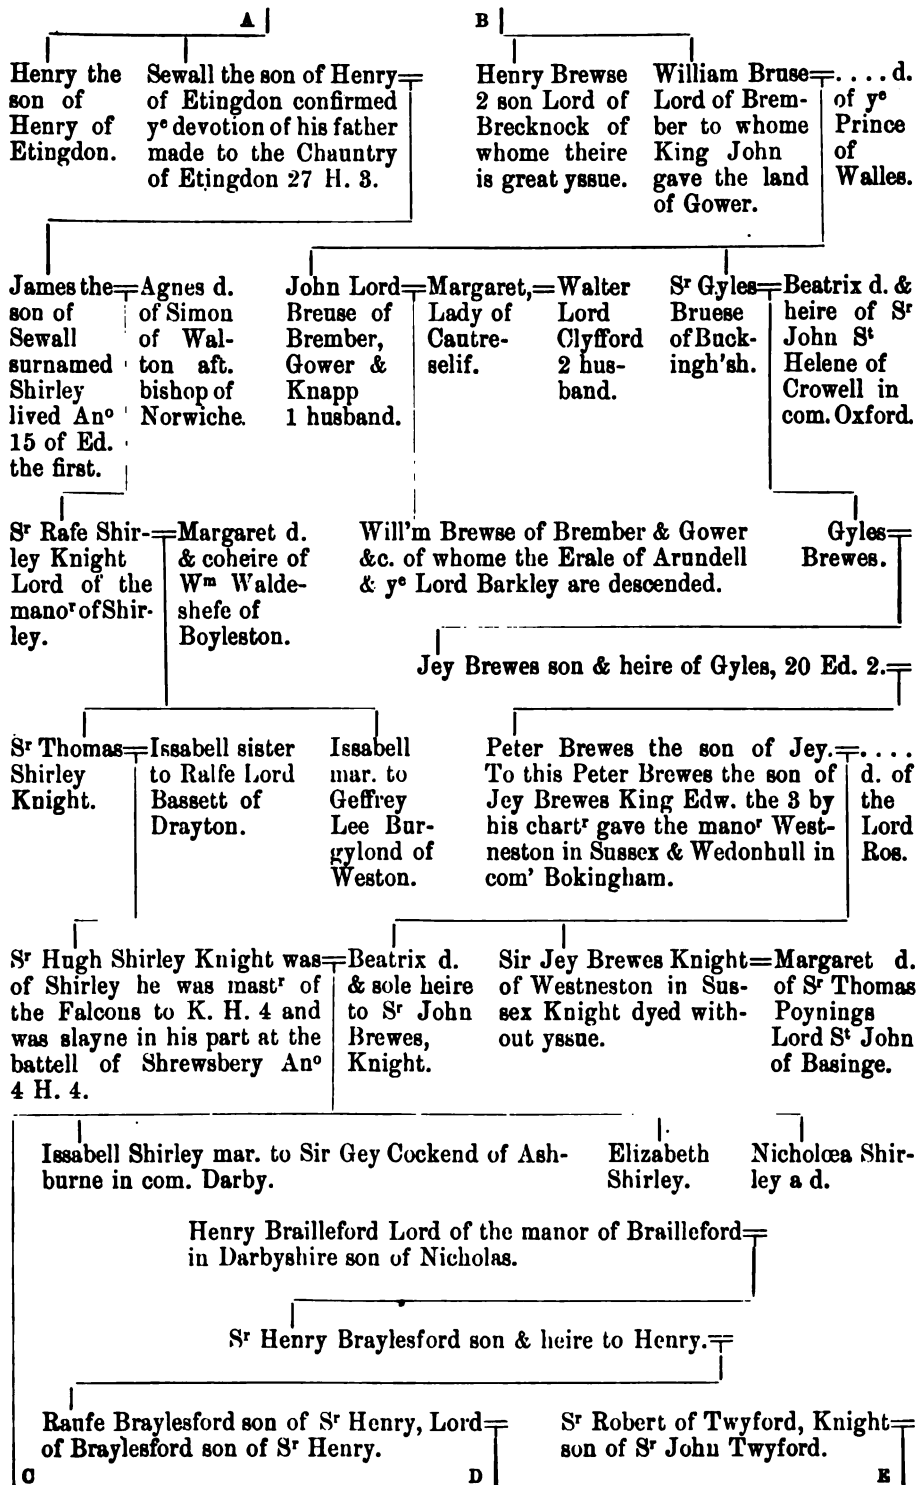 A B
Henry the
son of
Henry of
Etingdon.
Sewall the son of Henry
of Etingdon confirmed
yᵉ devotion of his father
made to the Chauntry
of Etingdon 27 H. 3.
Henry Brewse
2 son Lord of
Brecknock of
whome theire
is great yssue.
William Bruse
Lord of Brem-
ber to whome
King John
gave the land
of Gower.
. . . . d.
of yᵉ
Prince
of
Walles.
James the
son of
Sewall
surnamed
Shirley
lived Anᵒ
15 of Ed.
the first.
Agnes d.
of Simon
of Wal-
ton aft.
bishop of
Norwiche.
John Lord
Breuse of
Brember,
Gower &
Knapp
1 husband.
Margaret,
Lady of
Cantre-
selif.
Walter
Lord
Clyfford
2 hus-
band.
Sʳ Gyles
Bruese
of Buck-
ingh'sh.
Beatrix d. &
heire of Sʳ
John Sᵗ
Helene of
Crowell in
com. Oxford.
Sʳ Rafe Shir-
ley Knight
Lord of the
manoʳ of Shir-
ley.
Margaret d.
& coheire of
Wᵐ Walde-
shefe of
Boyleston.
Will'm Brewse of Brember & Gower
&c. of whome the Erale of Arundell
& yᵉ Lord Barkley are descended.
Gyles
Brewes.
Jey Brewes son & heire of Gyles, 20 Ed. 2.
Sʳ Thomas
Shirley
Knight.
Issabell sister
to Ralfe Lord
Bassett of
Drayton.
Issabell
mar. to
Geffrey
Lee Bur-
gylond of
Weston.
Peter Brewes the son of Jey.
To this Peter Brewes the son of
Jey Brewes King Edw. the 3 by
his chartʳ gave the manoʳ West-
neston in Sussex & Wedonhull in
com' Bokingham.
. . . .
d. of
the
Lord
Ros.
Sʳ Hugh Shirley Knight was
of Shirley he was mastʳ of
the Falcons to K. H. 4 and
was slayne in his part at the
battell of Shrewsbery Anᵒ
4 H. 4.
Beatrix d.
& sole heire
to Sʳ John
Brewes,
Knight.
Sir Jey Brewes Knight
of Westneston in Sus-
sex Knight dyed with-
out yssue.
Margaret d.
of Sʳ Thomas
Poynings
Lord Sᵗ John
of Basinge.
Issabell Shirley mar. to Sir Gey Cockend of Ash-
burne in com. Darby.
Elizabeth
Shirley.
Nicholœa Shir-
ley a d.
Henry Brailleford Lord of the manor of Brailleford
in Darbyshire son of Nicholas.
Sʳ Henry Braylesford son & heire to Henry.
Raufe Braylesford son of Sʳ Henry, Lord
of Braylesford son of Sʳ Henry.
Sʳ Robert of Twyford, Knight
son of Sʳ John Twyford.
C D E